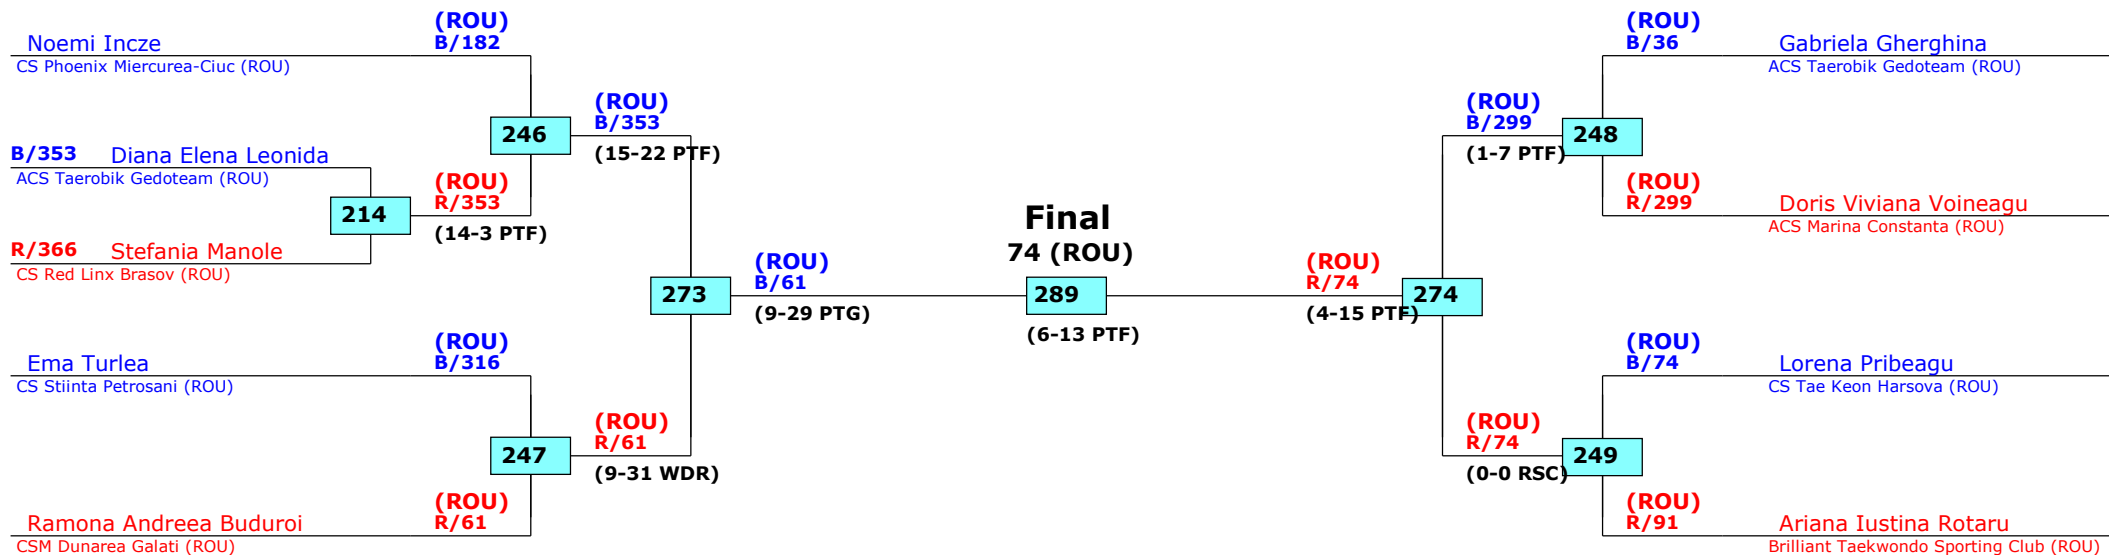 (ROU)
B/182
Noemi Incze
CS Phoenix Miercurea-Ciuc (ROU)
246
(ROU)
B/353
(15-22 PTF)
B/353 Diana Elena Leonida
ACS Taerobik Gedoteam (ROU)
214
(ROU)
R/353
(14-3 PTF)
R/366 Stefania Manole
CS Red Linx Brasov (ROU)
273
(ROU)
B/61
(9-29 PTG)
(ROU)
B/316
Ema Turlea
CS Stiinta Petrosani (ROU)
247
(ROU)
R/61
(9-31 WDR)
(ROU)
R/61
Ramona Andreea Buduroi
CSM Dunarea Galati (ROU)
Final
74 (ROU)
289
(6-13 PTF)
(ROU)
B/36
Gabriela Gherghina
ACS Taerobik Gedoteam (ROU)
(ROU)
B/299
(1-7 PTF)
248
(ROU)
R/299
Doris Viviana Voineagu
ACS Marina Constanta (ROU)
(ROU)
R/74
(4-15 PTF)
274
(ROU)
B/74
Lorena Pribeagu
CS Tae Keon Harsova (ROU)
(ROU)
R/74
(0-0 RSC)
249
(ROU)
R/91
Ariana Iustina Rotaru
Brilliant Taekwondo Sporting Club (ROU)